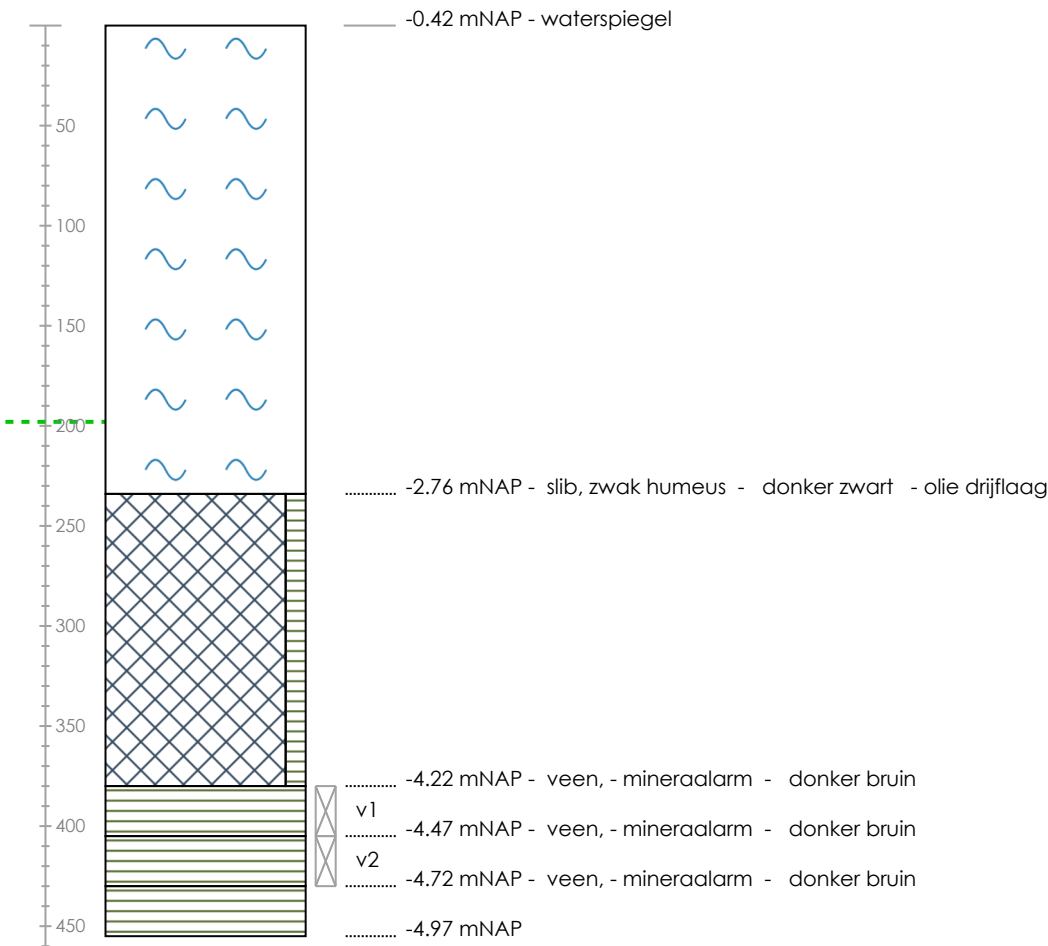 -0.42 mNAP - waterspiegel
50
100
150
200
-2.76 mNAP - slib, zwak humeus - donker zwart - olie drijflaag
250
300
350
-4.22 mNAP - veen, - mineraalarm - donker bruin
v1
400
-4.47 mNAP - veen, - mineraalarm - donker bruin
v2
-4.72 mNAP - veen, - mineraalarm - donker bruin
450
-4.97 mNAP